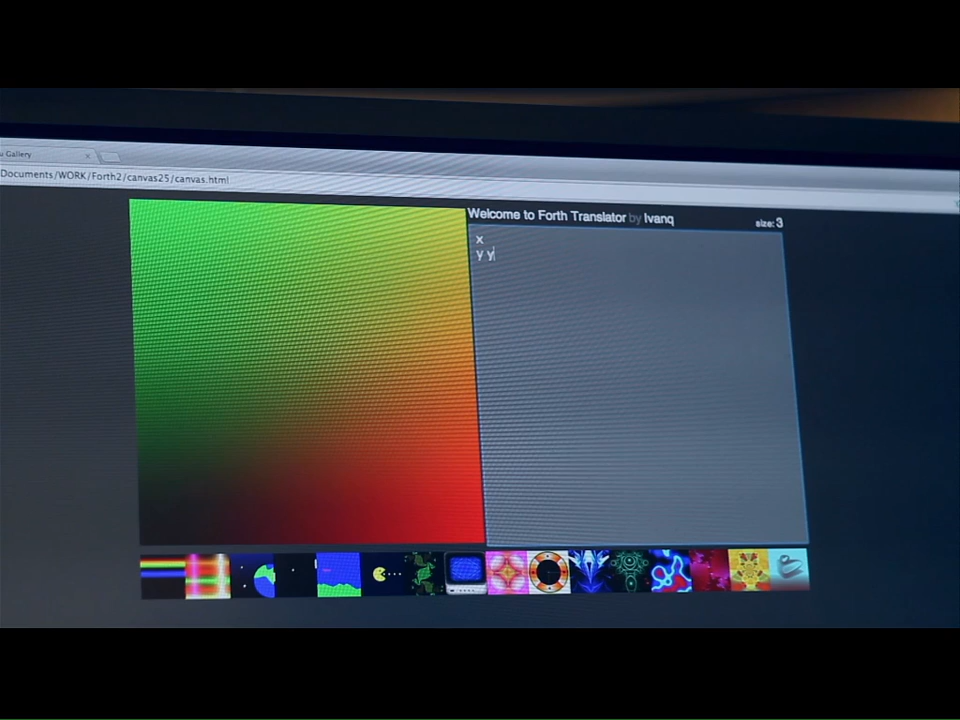 Gallery
Documents/WORK/Forth2/canvas25/canvas.html
Welcome to Forth Translator by Ivanq size: 3
x
y y